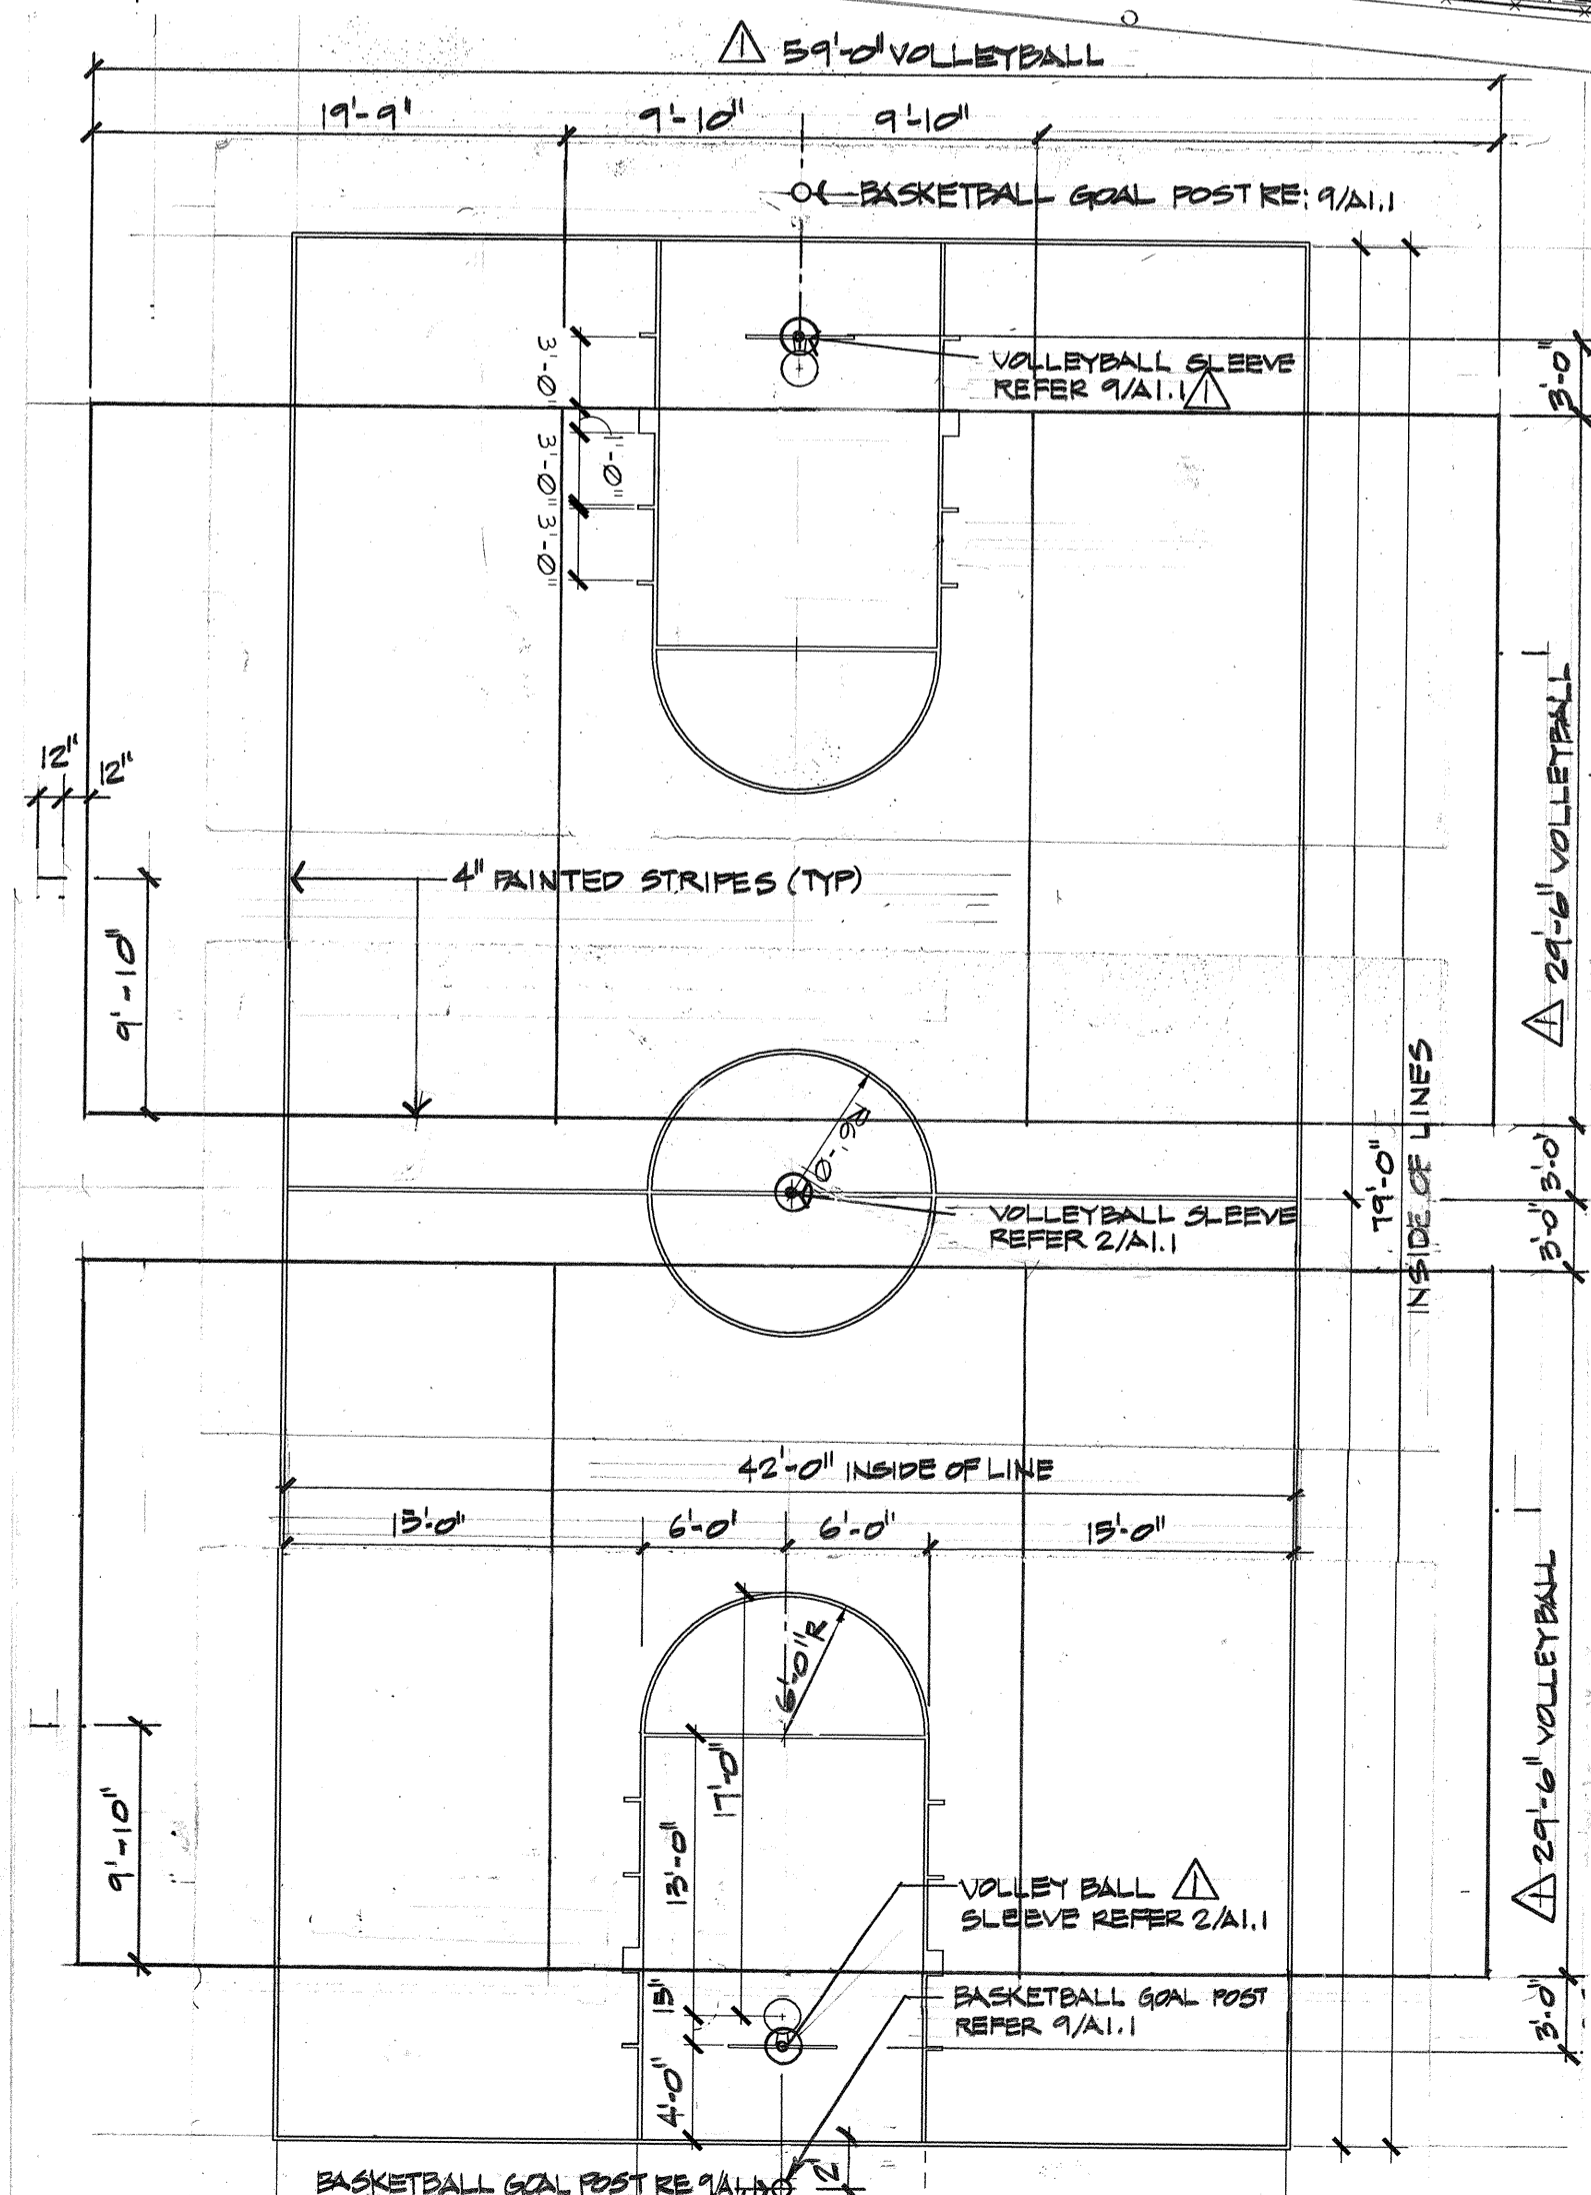 59'-0" VOLLEYBALL
19'-9"
9'-10"
9'-10"
BASKETBALL GOAL POST RE: 9/A1.1
3'-0"
VOLLEYBALL SLEEVE
REFER 9/A1.1
3'-0"
1'-0"
3'-0"
3'-0"
29'-6" VOLLEYBALL
12"
12"
4" PAINTED STRIPES (TYP)
9'-10"
R6'-0"
INSIDE OF LINES
79'-0"
3'-0"
3'-0"
VOLLEYBALL SLEEVE
REFER 2/A1.1
42'-0" INSIDE OF LINE
15'-0"
6'-0"
6'-0"
15'-0"
6'-0"R
29'-6" VOLLEYBALL
17'-0"
13'-0"
9'-10"
VOLLEY BALL
SLEEVE REFER 2/A1.1
15"
BASKETBALL GOAL POST
REFER 9/A1.1
3'-0"
4'-0"
BASKETBALL GOAL POST RE 9/A1.1